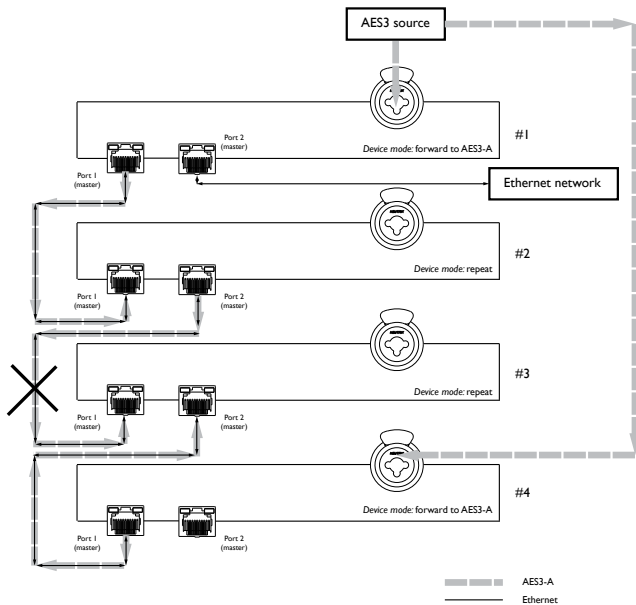 AES3 source
#1
Port 2
(master)
Device mode: forward to AES3-A
Port 1
(master)
Ethernet network
#2
Device mode: repeat
Port 1
(master)
Port 2
(master)
#3
Device mode: repeat
Port 1
(master)
Port 2
(master)
#4
Device mode: forward to AES3-A
Port 1
(master)
Port 2
(master)
AES3-A
Ethernet